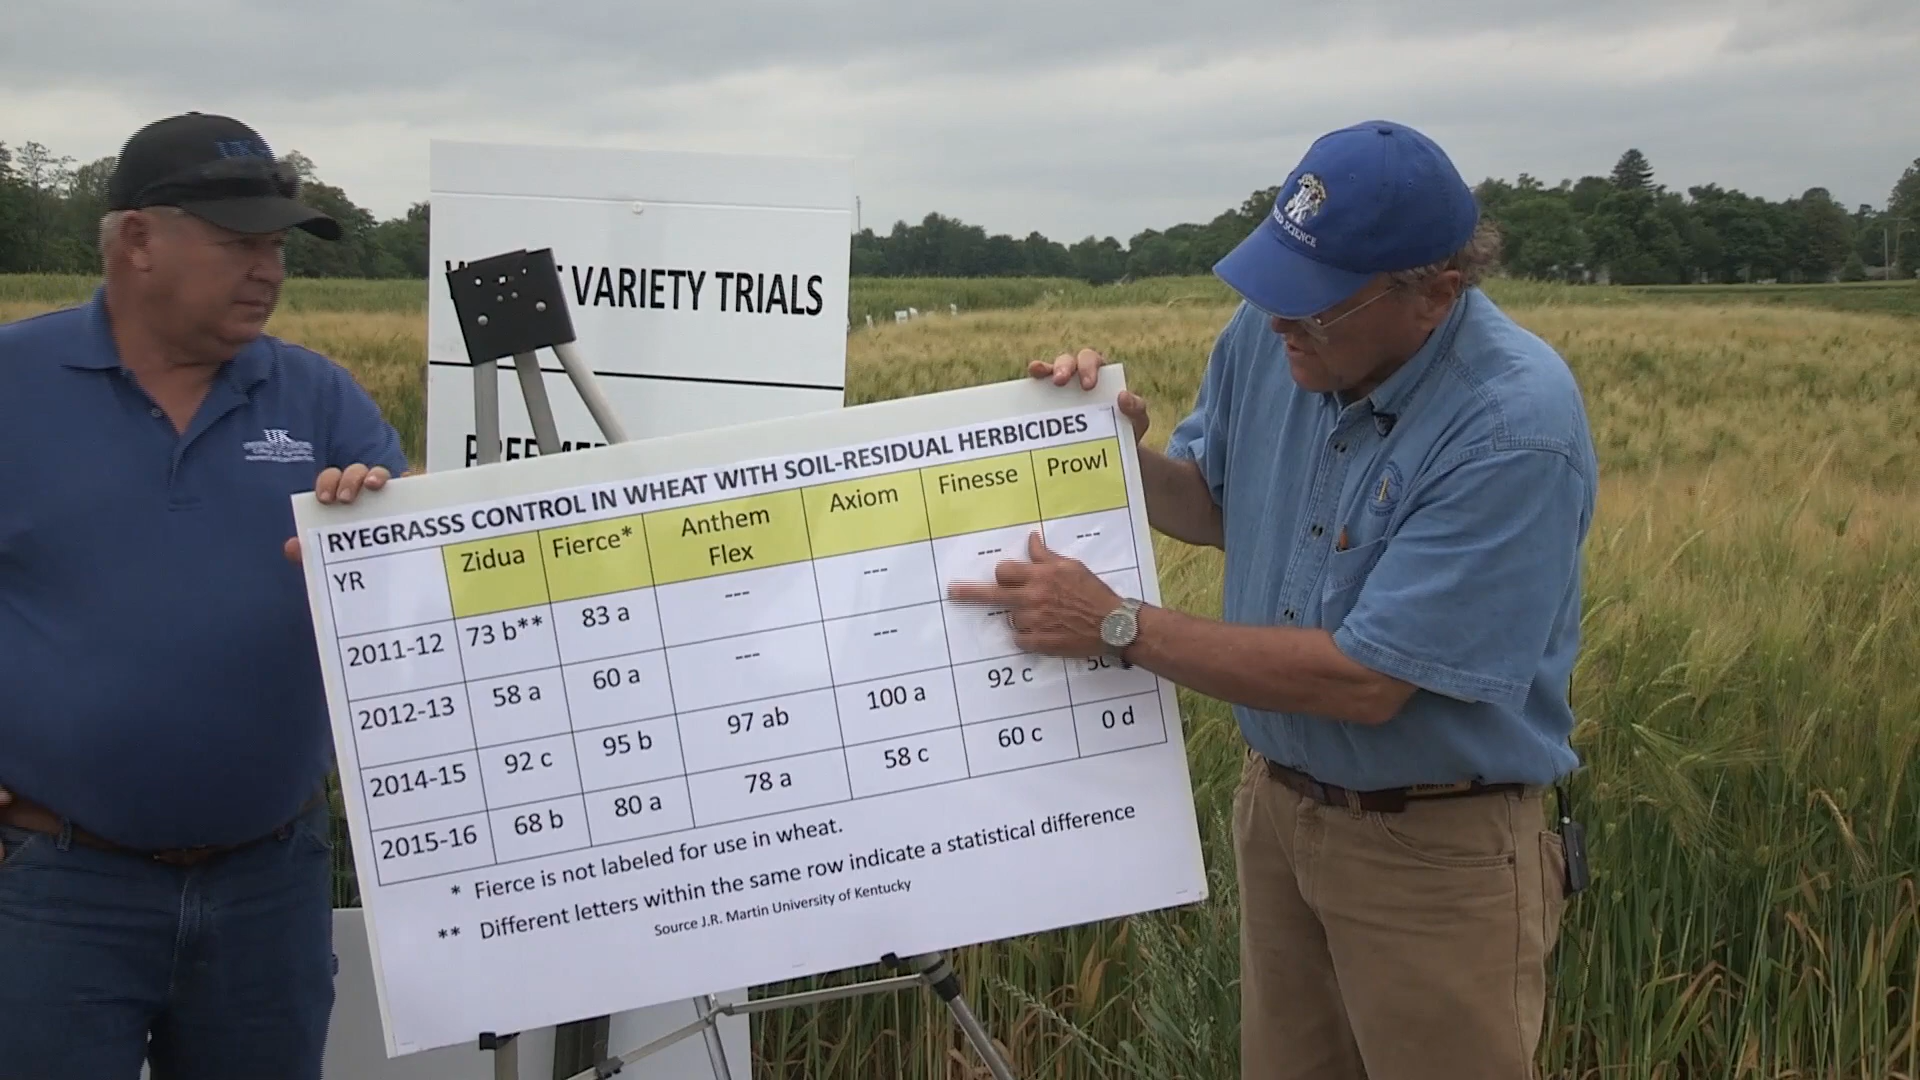 UK
WEED SCIENCE
UK
VARIETY TRIALS
RYEGRASSS CONTROL IN WHEAT WITH SOIL-RESIDUAL HERBICIDES
YR Zidua Fierce* Anthem Flex Axiom Finesse Prowl
2011-12 73 b** 83 a --- --- --- ---
2012-13 58 a 60 a --- --- ---
2014-15 92 c 95 b 97 ab 100 a 92 c
2015-16 68 b 80 a 78 a 58 c 60 c 0 d
* Fierce is not labeled for use in wheat.
** Different letters within the same row indicate a statistical difference
Source J.R. Martin University of Kentucky